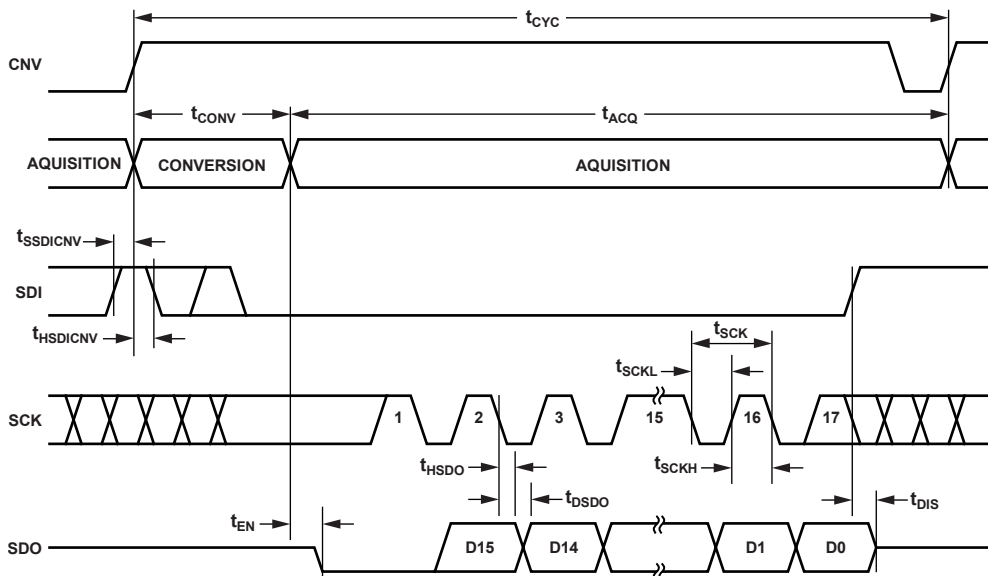 tCYC
CNV
tCONV
tACQ
AQUISITION CONVERSION AQUISITION
tSSDICNV
SDI
tHSDICNV
tSCK
tSCKL
SCK 1 2 3 15 16 17
tHSDO
tSCKH
tDSDO
tEN
tDIS
SDO D15 D14 D1 D0